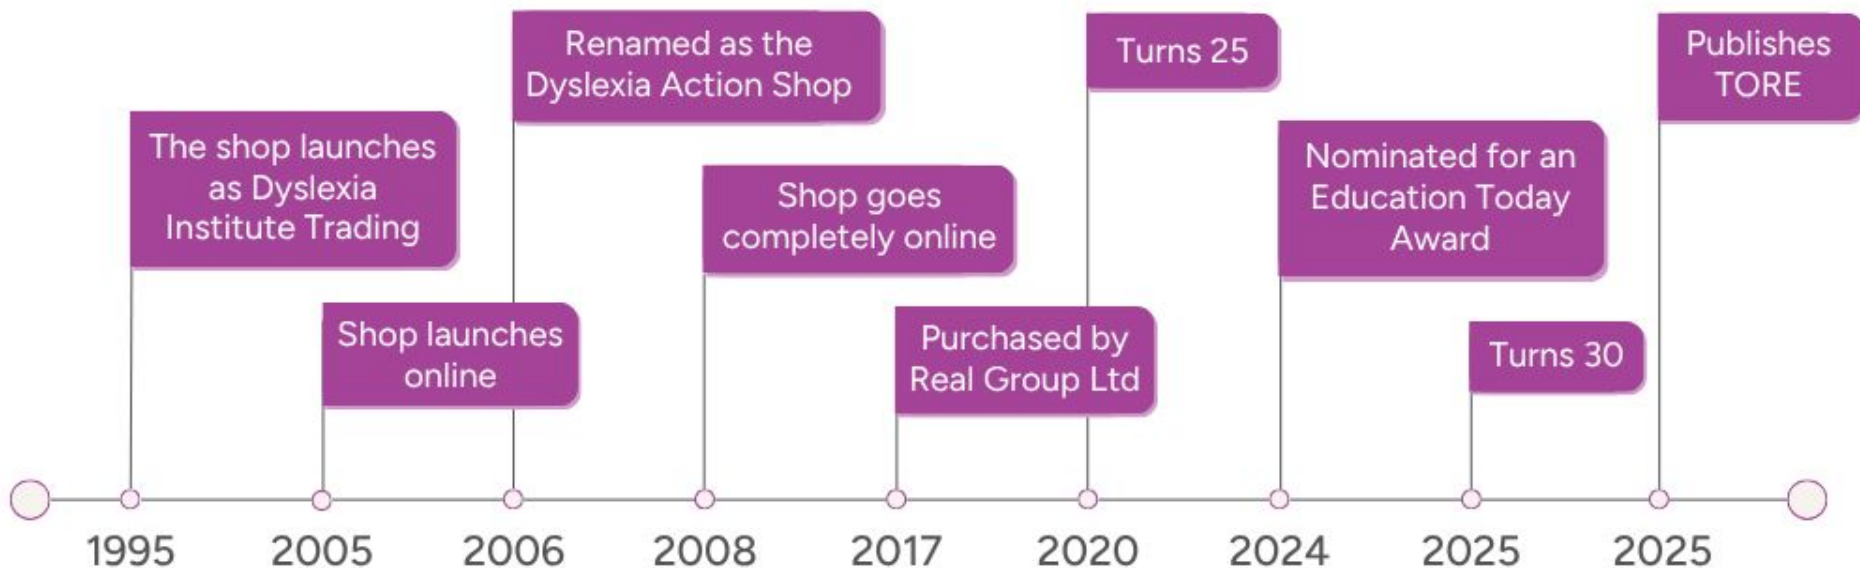 The shop launches
as Dyslexia
Institute Trading
1995
Shop launches
online
2005
Renamed as the
Dyslexia Action Shop
2006
Shop goes
completely online
2008
Purchased by
Real Group Ltd
2017
Turns 25
2020
Nominated for an
Education Today
Award
2024
Turns 30
2025
Publishes
TORE
2025